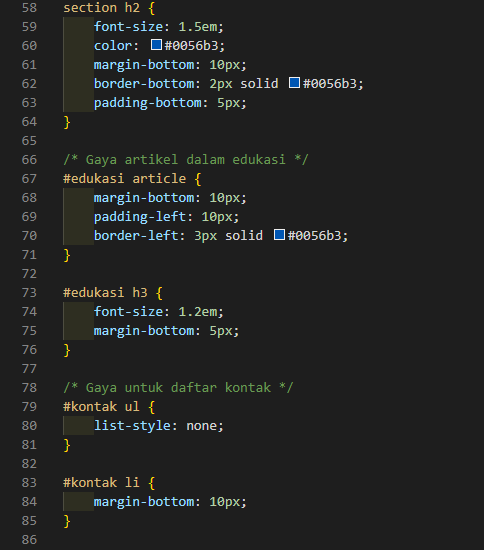 58 section h2 {
59     font-size: 1.5em;
60     color: #0056b3;
61     margin-bottom: 10px;
62     border-bottom: 2px solid #0056b3;
63     padding-bottom: 5px;
64 }
65
66 /* Gaya artikel dalam edukasi */
67 #edukasi article {
68     margin-bottom: 10px;
69     padding-left: 10px;
70     border-left: 3px solid #0056b3;
71 }
72
73 #edukasi h3 {
74     font-size: 1.2em;
75     margin-bottom: 5px;
76 }
77
78 /* Gaya untuk daftar kontak */
79 #kontak ul {
80     list-style: none;
81 }
82
83 #kontak li {
84     margin-bottom: 10px;
85 }
86